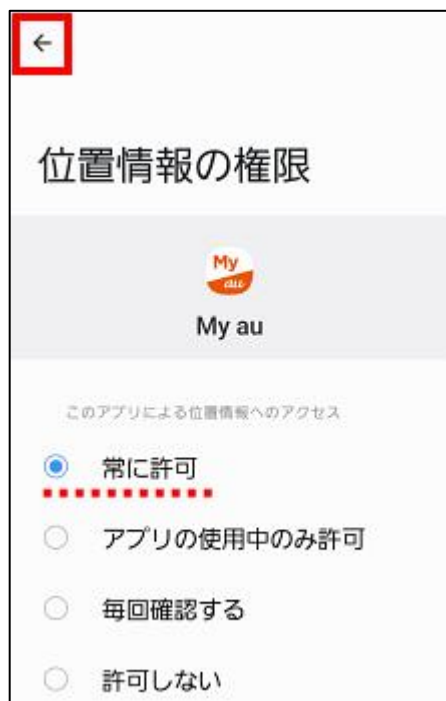 ←
位置情報の権限
My
au
My au
このアプリによる位置情報へのアクセス
常に許可
アプリの使用中のみ許可
毎回確認する
許可しない